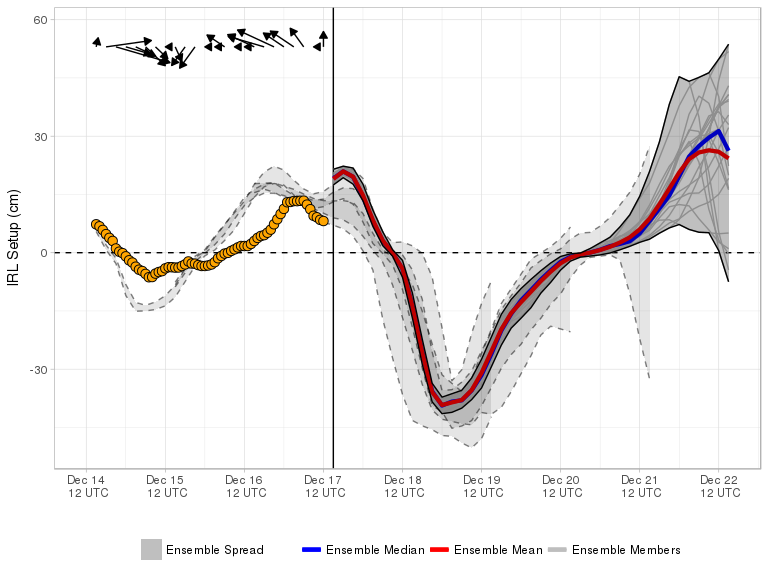 60
30
0
-30
IRL Setup (cm)
Dec 14 Dec 15 Dec 16 Dec 17 Dec 18 Dec 19 Dec 20 Dec 21 Dec 22
12 UTC 12 UTC 12 UTC 12 UTC 12 UTC 12 UTC 12 UTC 12 UTC 12 UTC
Ensemble Spread Ensemble Median Ensemble Mean Ensemble Members